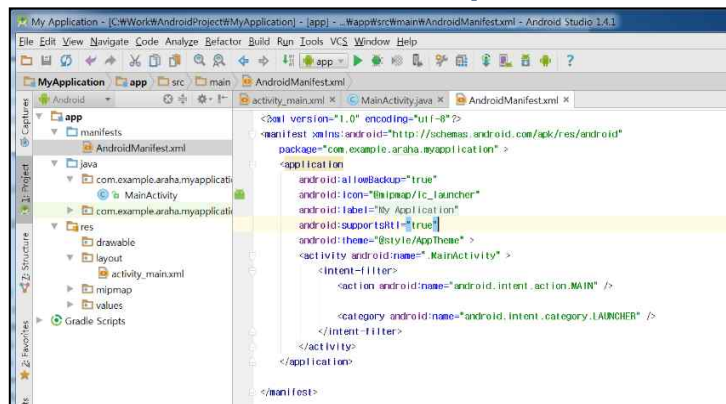 My Application - [C:₩Work₩AndroidProject₩MyApplication] - [app] - ...₩app₩src₩main₩AndroidManifest.xml - Android Studio 1.4.1
File Edit View Navigate Code Analyze Refactor Build Run Tools VCS Window Help
app
MyApplication app src main AndroidManifest.xml
Android
activity_main.xml MainActivity.java AndroidManifest.xml
Captures
1: Project
Z: Structure
2: Favorites
app
manifests
AndroidManifest.xml
java
com.example.araha.myapplicati
MainActivity
com.example.araha.myapplicati
res
drawable
layout
activity_main.xml
mipmap
values
Gradle Scripts
<?xml version="1.0" encoding="utf-8"?>
<manifest xmlns:android="http://schemas.android.com/apk/res/android"
package="com.example.araha.myapplication" >
<application
android:allowBackup="true"
android:icon="@mipmap/ic_launcher"
android:label="My Application"
android:supportsRtl="true"
android:theme="@style/AppTheme" >
<activity android:name=".MainActivity" >
<intent-filter>
<action android:name="android.intent.action.MAIN" />
<category android:name="android.intent.category.LAUNCHER" />
</intent-filter>
</activity>
</application>
</manifest>